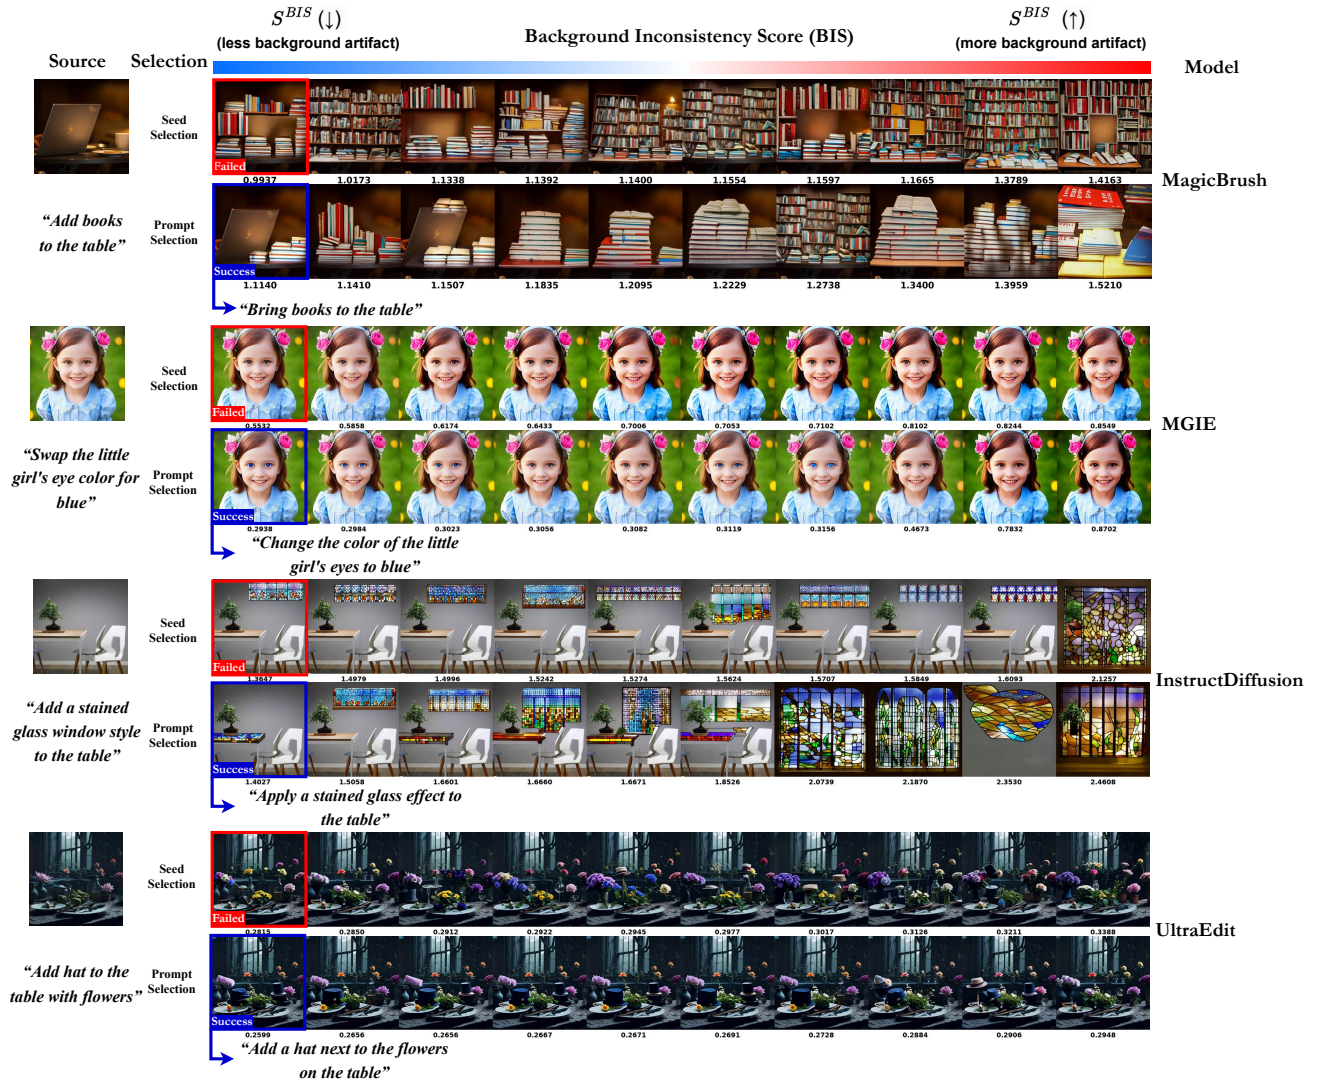 S^BIS (↓)
(less background artifact)
Background Inconsistency Score (BIS)
S^BIS (↑)
(more background artifact)
Source
Selection
Model
Seed
Selection
Failed
0.9937 1.0173 1.1338 1.1392 1.1400 1.1554 1.1597 1.1665 1.3789 1.4163
MagicBrush
“Add books
to the table”
Prompt
Selection
Success
1.1140 1.1410 1.1507 1.1835 1.2095 1.2229 1.2738 1.3400 1.3959 1.5210
“Bring books to the table”
Seed
Selection
Failed
0.5532 0.5858 0.6174 0.6433 0.7006 0.7053 0.7102 0.8102 0.8244 0.8549
MGIE
“Swap the little
girl's eye color for
blue”
Prompt
Selection
Success
0.2938 0.2984 0.3023 0.3056 0.3082 0.3119 0.3156 0.4673 0.7832 0.8702
“Change the color of the little
girl's eyes to blue”
Seed
Selection
Failed
1.3647 1.4979 1.4996 1.5242 1.5274 1.5624 1.5707 1.5849 1.6093 2.1257
InstructDiffusion
“Add a stained
glass window style
to the table”
Prompt
Selection
Success
1.4027 1.5058 1.6601 1.6660 1.6671 1.8526 2.0739 2.1870 2.3530 2.4608
“Apply a stained glass effect to
the table”
Seed
Selection
Failed
0.2815 0.2850 0.2912 0.2922 0.2945 0.2977 0.3017 0.3126 0.3211 0.3388
UltraEdit
“Add hat to the
table with flowers”
Prompt
Selection
Success
0.2599 0.2656 0.2656 0.2667 0.2671 0.2691 0.2728 0.2884 0.2906 0.2948
“Add a hat next to the flowers
on the table”